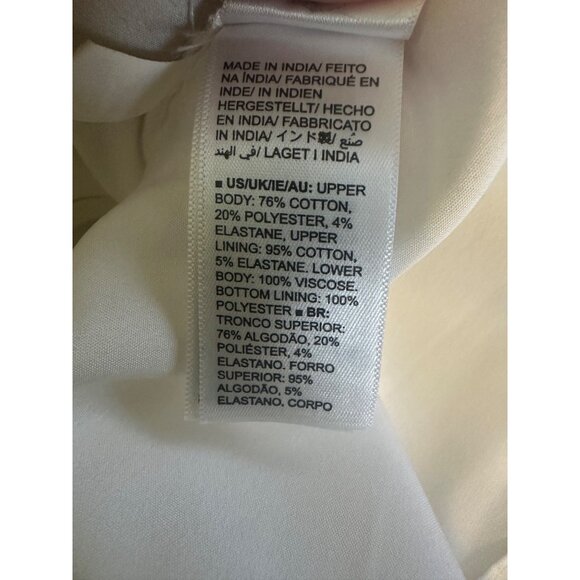 MADE IN INDIA/ FEITO
NA ÍNDIA/ FABRIQUÉ EN
INDE/ IN INDIEN
HERGESTELLT/ HECHO
EN INDIA/ FABBRICATO
IN INDIA/ インド製/ صُنع
في الهند/ LAGET I INDIA
■ US/UK/IE/AU: UPPER
BODY: 76% COTTON,
20% POLYESTER, 4%
ELASTANE, UPPER
LINING: 95% COTTON,
5% ELASTANE. LOWER
BODY: 100% VISCOSE.
BOTTOM LINING: 100%
POLYESTER ■ BR:
TRONCO SUPERIOR:
76% ALGODÃO, 20%
POLIÉSTER, 4%
ELASTANO. FORRO
SUPERIOR: 95%
ALGODÃO, 5%
ELASTANO. CORPO